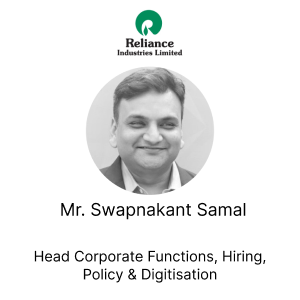 Reliance
Industries Limited
Mr. Swapnakant Samal
Head Corporate Functions, Hiring,
Policy & Digitisation